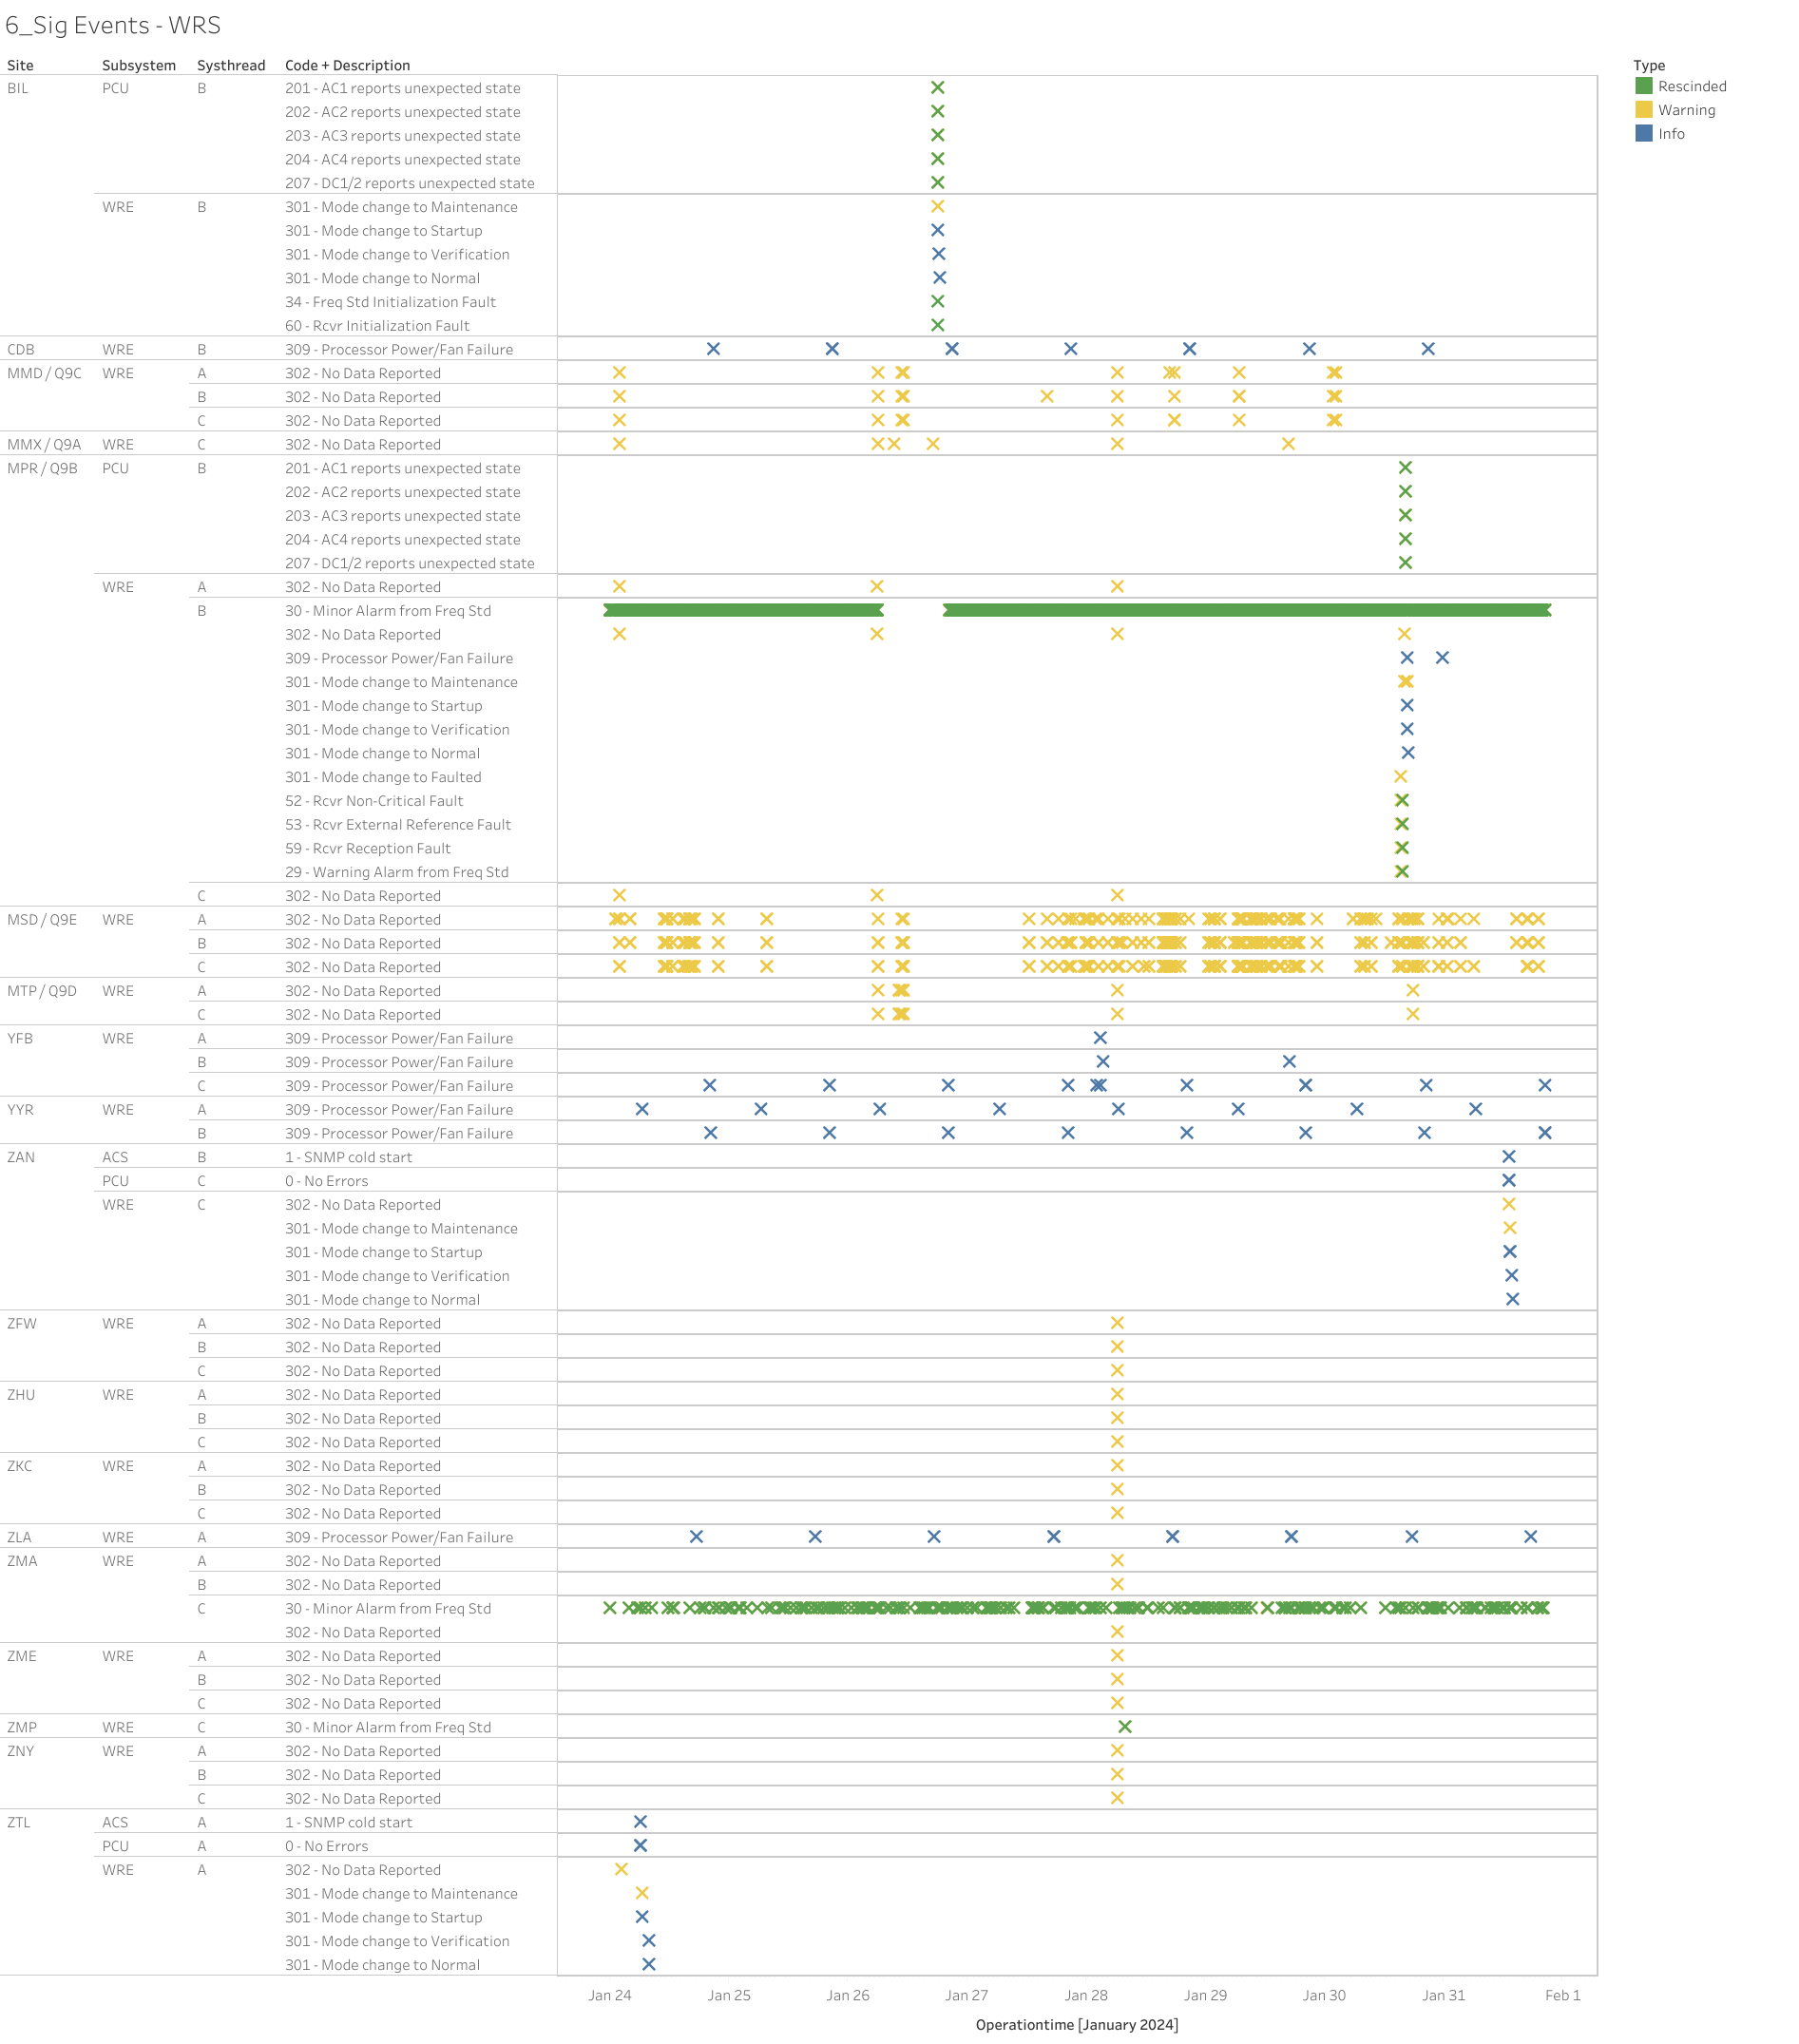 6_Sig Events - WRS
Site Subsystem Systhread Code + Description
Type
Rescinded
Warning
Info
BIL PCU B 201 - AC1 reports unexpected state
202 - AC2 reports unexpected state
203 - AC3 reports unexpected state
204 - AC4 reports unexpected state
207 - DC1/2 reports unexpected state
WRE B 301 - Mode change to Maintenance
301 - Mode change to Startup
301 - Mode change to Verification
301 - Mode change to Normal
34 - Freq Std Initialization Fault
60 - Rcvr Initialization Fault
CDB WRE B 309 - Processor Power/Fan Failure
MMD / Q9C WRE A 302 - No Data Reported
B 302 - No Data Reported
C 302 - No Data Reported
MMX / Q9A WRE C 302 - No Data Reported
MPR / Q9B PCU B 201 - AC1 reports unexpected state
202 - AC2 reports unexpected state
203 - AC3 reports unexpected state
204 - AC4 reports unexpected state
207 - DC1/2 reports unexpected state
WRE A 302 - No Data Reported
B 30 - Minor Alarm from Freq Std
302 - No Data Reported
309 - Processor Power/Fan Failure
301 - Mode change to Maintenance
301 - Mode change to Startup
301 - Mode change to Verification
301 - Mode change to Normal
301 - Mode change to Faulted
52 - Rcvr Non-Critical Fault
53 - Rcvr External Reference Fault
59 - Rcvr Reception Fault
29 - Warning Alarm from Freq Std
C 302 - No Data Reported
MSD / Q9E WRE A 302 - No Data Reported
B 302 - No Data Reported
C 302 - No Data Reported
MTP / Q9D WRE A 302 - No Data Reported
C 302 - No Data Reported
YFB WRE A 309 - Processor Power/Fan Failure
B 309 - Processor Power/Fan Failure
C 309 - Processor Power/Fan Failure
YYR WRE A 309 - Processor Power/Fan Failure
B 309 - Processor Power/Fan Failure
ZAN ACS B 1 - SNMP cold start
PCU C 0 - No Errors
WRE C 302 - No Data Reported
301 - Mode change to Maintenance
301 - Mode change to Startup
301 - Mode change to Verification
301 - Mode change to Normal
ZFW WRE A 302 - No Data Reported
B 302 - No Data Reported
C 302 - No Data Reported
ZHU WRE A 302 - No Data Reported
B 302 - No Data Reported
C 302 - No Data Reported
ZKC WRE A 302 - No Data Reported
B 302 - No Data Reported
C 302 - No Data Reported
ZLA WRE A 309 - Processor Power/Fan Failure
ZMA WRE A 302 - No Data Reported
B 302 - No Data Reported
C 30 - Minor Alarm from Freq Std
302 - No Data Reported
ZME WRE A 302 - No Data Reported
B 302 - No Data Reported
C 302 - No Data Reported
ZMP WRE C 30 - Minor Alarm from Freq Std
ZNY WRE A 302 - No Data Reported
B 302 - No Data Reported
C 302 - No Data Reported
ZTL ACS A 1 - SNMP cold start
PCU A 0 - No Errors
WRE A 302 - No Data Reported
301 - Mode change to Maintenance
301 - Mode change to Startup
301 - Mode change to Verification
301 - Mode change to Normal
Jan 24 Jan 25 Jan 26 Jan 27 Jan 28 Jan 29 Jan 30 Jan 31 Feb 1
Operationtime [January 2024]